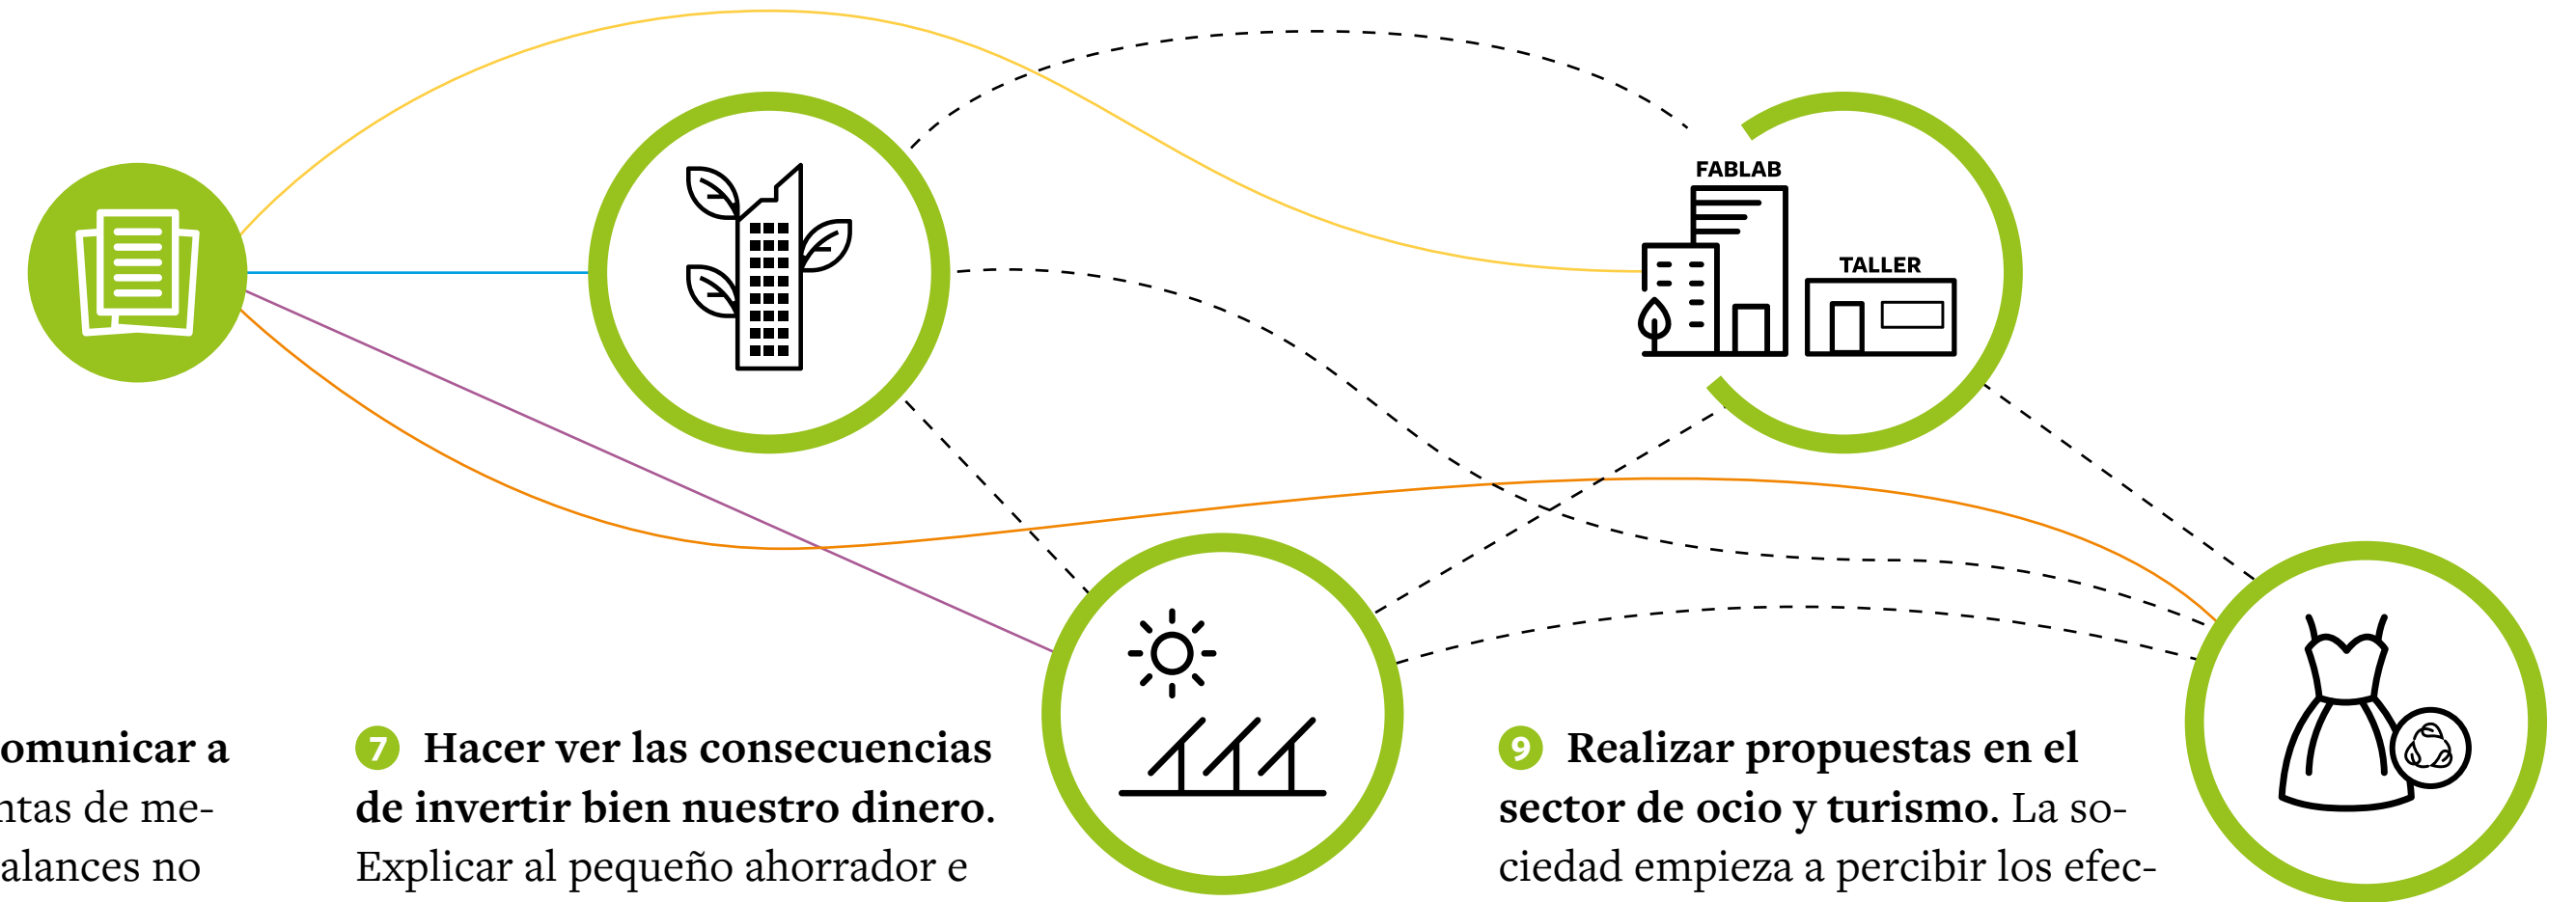 FABLAB
TALLER
omunicar a
ntas de me-
alances no
7 Hacer ver las consecuencias
de invertir bien nuestro dinero.
Explicar al pequeño ahorrador e
9 Realizar propuestas en el
sector de ocio y turismo. La so-
ciedad empieza a percibir los efec-